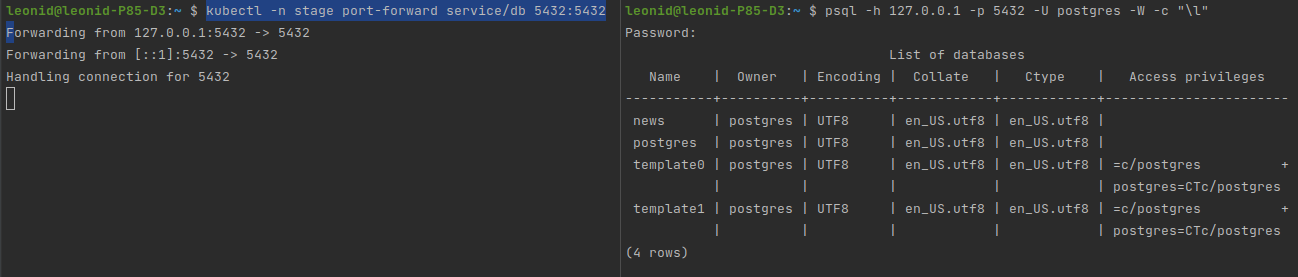 leonid@leonid-P85-D3:~ $ kubectl -n stage port-forward service/db 5432:5432
Forwarding from 127.0.0.1:5432 -> 5432
Forwarding from [::1]:5432 -> 5432
Handling connection for 5432
leonid@leonid-P85-D3:~ $ psql -h 127.0.0.1 -p 5432 -U postgres -W -c "\l"
Password:
                                 List of databases
   Name    |  Owner   | Encoding |  Collate   |   Ctype    |   Access privileges
-----------+----------+----------+------------+------------+-----------------------
 news      | postgres | UTF8     | en_US.utf8 | en_US.utf8 |
 postgres  | postgres | UTF8     | en_US.utf8 | en_US.utf8 |
 template0 | postgres | UTF8     | en_US.utf8 | en_US.utf8 | =c/postgres          +
           |          |          |            |            | postgres=CTc/postgres
 template1 | postgres | UTF8     | en_US.utf8 | en_US.utf8 | =c/postgres          +
           |          |          |            |            | postgres=CTc/postgres
(4 rows)